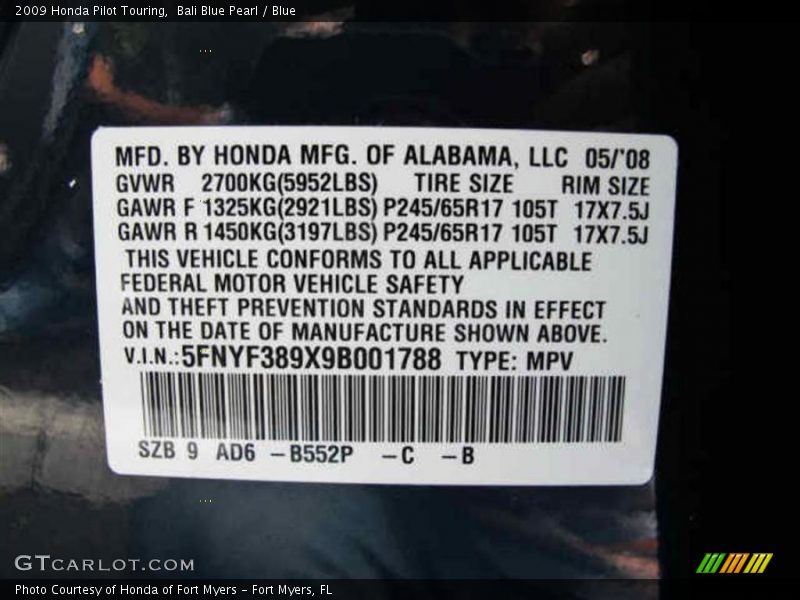 2009 Honda Pilot Touring,  Bali Blue Pearl / Blue
MFD. BY HONDA MFG. OF ALABAMA, LLC 05/'08
GVWR 2700KG(5952LBS) TIRE SIZE RIM SIZE
GAWR F 1325KG(2921LBS) P245/65R17 105T 17X7.5J
GAWR R 1450KG(3197LBS) P245/65R17 105T 17X7.5J
THIS VEHICLE CONFORMS TO ALL APPLICABLE
FEDERAL MOTOR VEHICLE SAFETY
AND THEFT PREVENTION STANDARDS IN EFFECT
ON THE DATE OF MANUFACTURE SHOWN ABOVE.
V.I.N.:5FNYF389X9B001788 TYPE: MPV
SZB 9 AD6 -B552P -C -B
GTCARLOT.COM
Photo Courtesy of Honda of Fort Myers - Fort Myers, FL